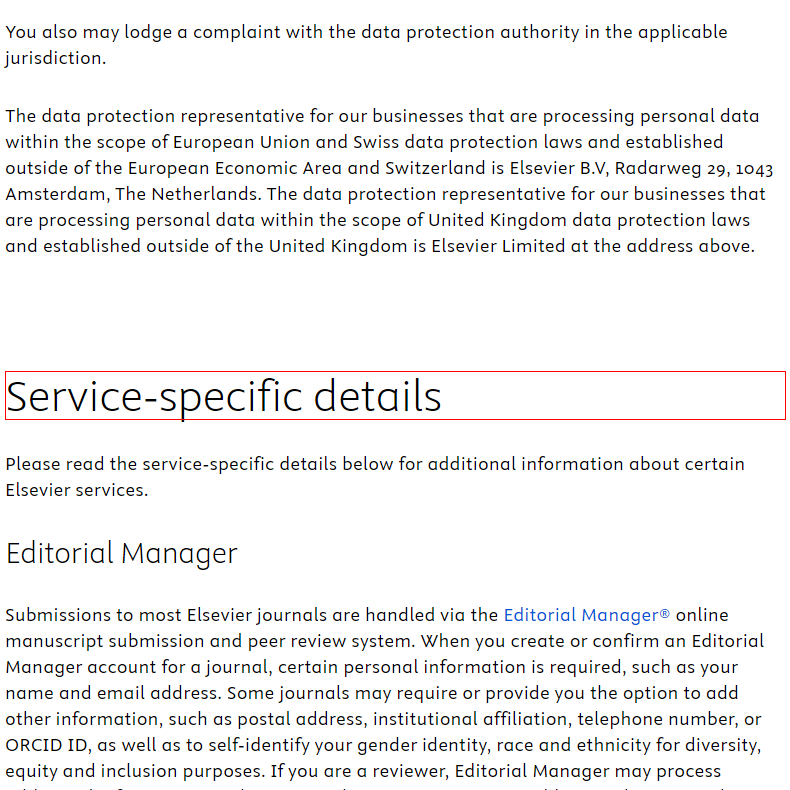 You also may lodge a complaint with the data protection authority in the applicable
jurisdiction.
The data protection representative for our businesses that are processing personal data
within the scope of European Union and Swiss data protection laws and established
outside of the European Economic Area and Switzerland is Elsevier B.V, Radarweg 29, 1043
Amsterdam, The Netherlands. The data protection representative for our businesses that
are processing personal data within the scope of United Kingdom data protection laws
and established outside of the United Kingdom is Elsevier Limited at the address above.
Service-specific details
Please read the service-specific details below for additional information about certain
Elsevier services.
Editorial Manager
Submissions to most Elsevier journals are handled via the Editorial Manager® online
manuscript submission and peer review system. When you create or confirm an Editorial
Manager account for a journal, certain personal information is required, such as your
name and email address. Some journals may require or provide you the option to add
other information, such as postal address, institutional affiliation, telephone number, or
ORCID ID, as well as to self-identify your gender identity, race and ethnicity for diversity,
equity and inclusion purposes. If you are a reviewer, Editorial Manager may process